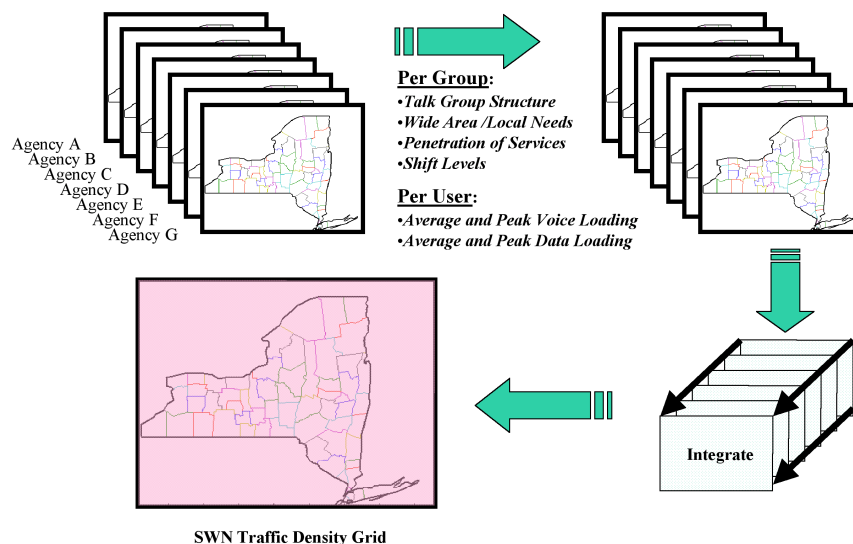 Agency A
Agency B
Agency C
Agency D
Agency E
Agency F
Agency G
Per Group:
•Talk Group Structure
•Wide Area /Local Needs
•Penetration of Services
•Shift Levels
Per User:
•Average and Peak Voice Loading
•Average and Peak Data Loading
Integrate
SWN Traffic Density Grid